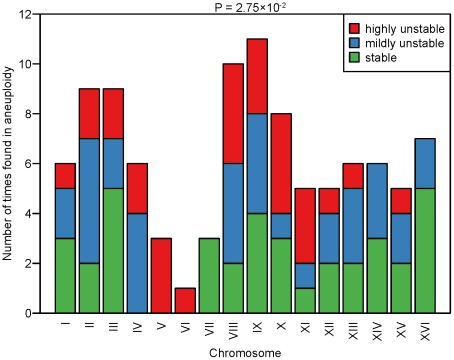 P = 2.75×10-2
12
10
8
6
4
2
0
Number of times found in aneuploidy
highly unstable
mildly unstable
stable
I
II
III
IV
V
VI
VII
VIII
IX
X
XI
XII
XIII
XIV
XV
XVI
Chromosome